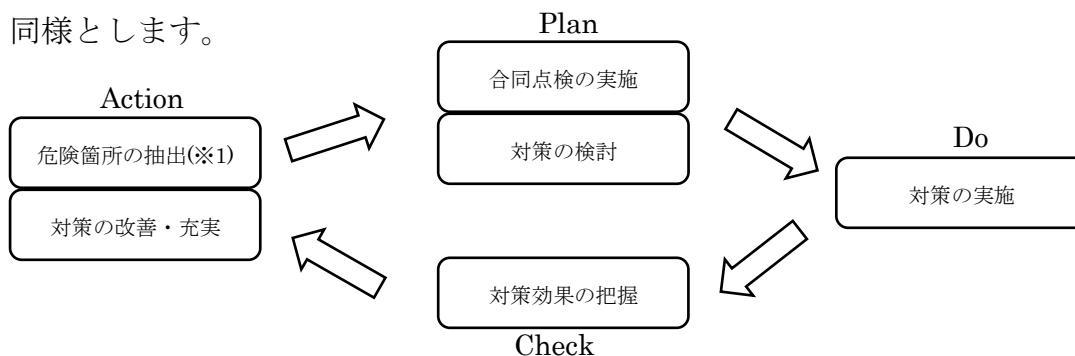 同様とします。
Plan
合同点検の実施
対策の検討
Action
危険箇所の抽出(※1)
対策の改善・充実
Do
対策の実施
対策効果の把握
Check